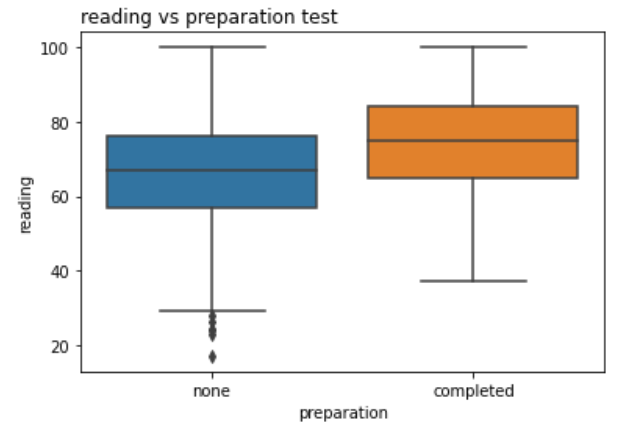 reading vs preparation test
100
80
60
40
20
reading
none completed
preparation